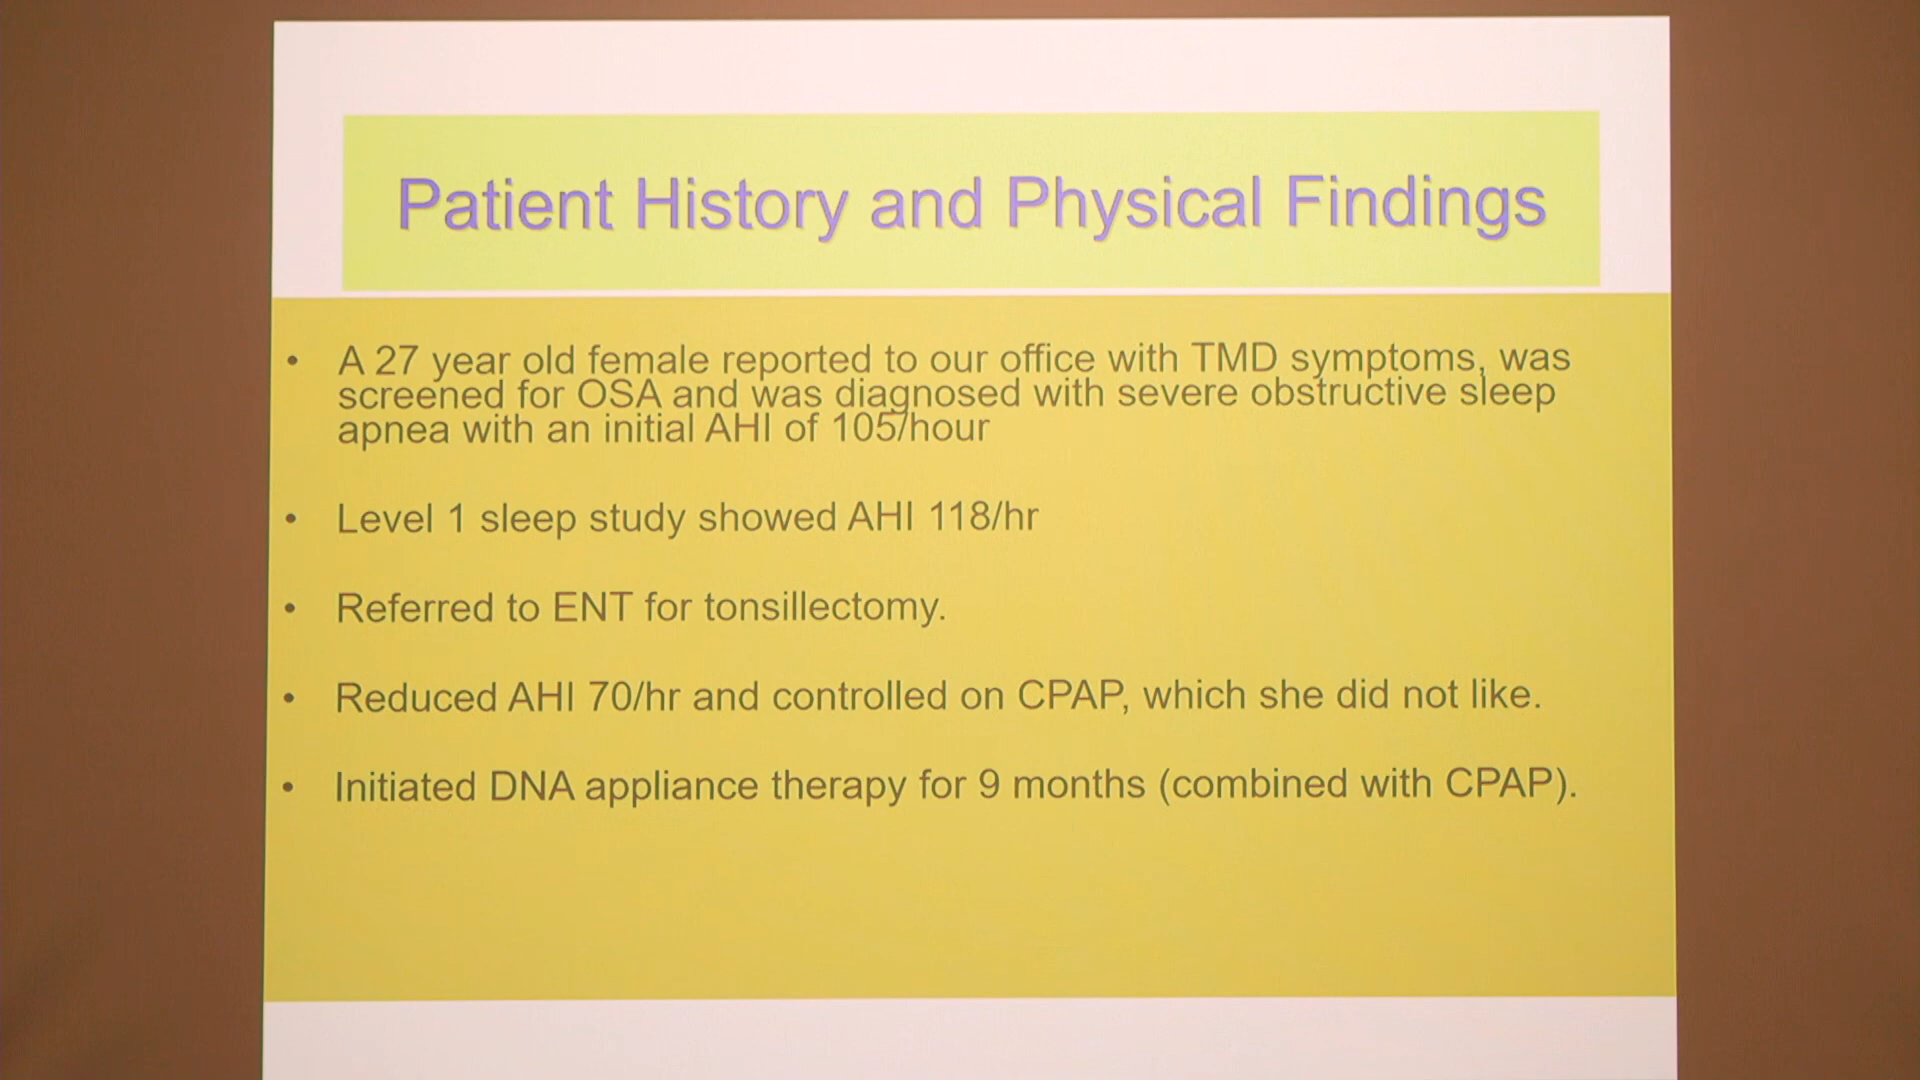 Patient History and Physical Findings
• A 27 year old female reported to our office with TMD symptoms, was
screened for OSA and was diagnosed with severe obstructive sleep
apnea with an initial AHI of 105/hour
• Level 1 sleep study showed AHI 118/hr
• Referred to ENT for tonsillectomy.
• Reduced AHI 70/hr and controlled on CPAP, which she did not like.
• Initiated DNA appliance therapy for 9 months (combined with CPAP).